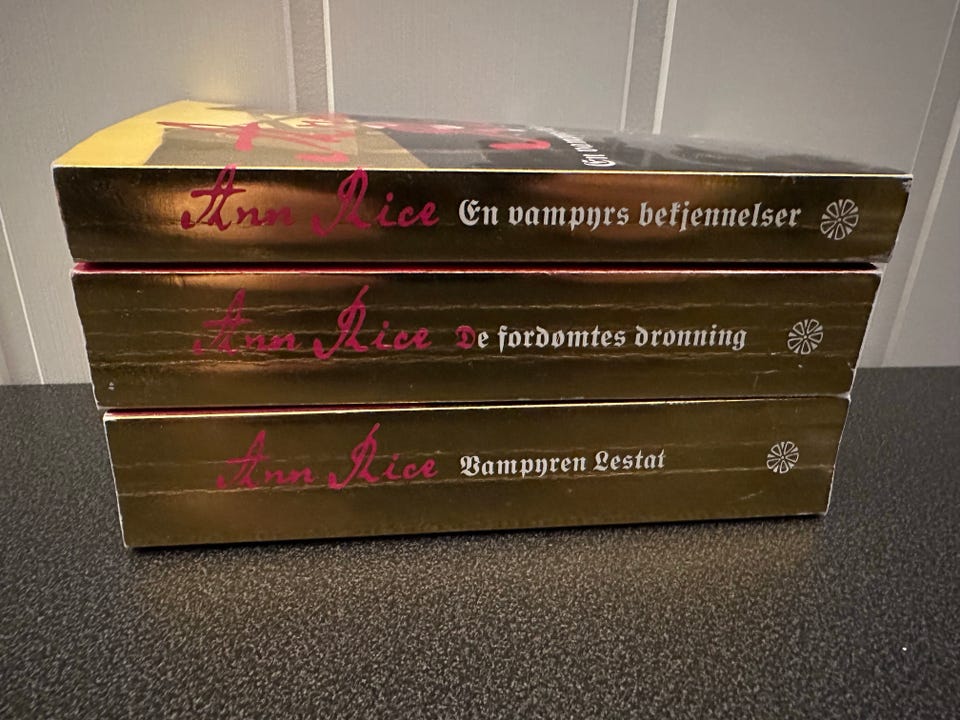 Ann Rice En vampyrs bekjennelser
Ann Rice De fordømtes dronning
Ann Rice Vampyren Lestat